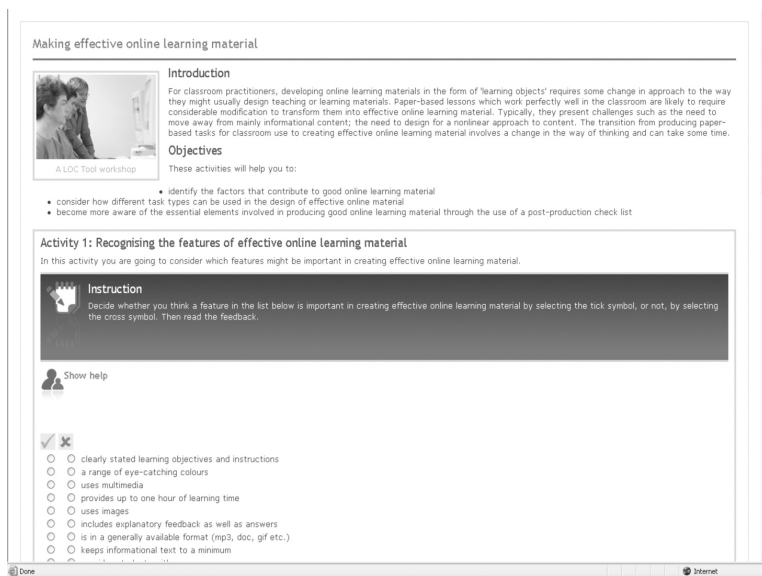 Making effective online learning material
Introduction
For classroom practitioners, developing online learning materials in the form of 'learning objects' requires some change in approach to the way
they might usually design teaching or learning materials. Paper-based lessons which work perfectly well in the classroom are likely to require
considerable modification to transform them into effective online learning material. Typically, they present challenges such as the need to
move away from mainly informational content; the need to design for a nonlinear approach to content. The transition from producing paper-
based tasks for classroom use to creating effective online learning material involves a change in the way of thinking and can take some time.
A LOC Tool workshop
Objectives
These activities will help you to:
• identify the factors that contribute to good online learning material
• consider how different task types can be used in the design of effective online material
• become more aware of the essential elements involved in producing good online learning material through the use of a post-production check list
Activity 1: Recognising the features of effective online learning material
In this activity you are going to consider which features might be important in creating effective online learning material.
Instruction
Decide whether you think a feature in the list below is important in creating effective online learning material by selecting the tick symbol, or not, by selecting
the cross symbol. Then read the feedback.
Show help
clearly stated learning objectives and instructions
a range of eye-catching colours
uses multimedia
provides up to one hour of learning time
uses images
includes explanatory feedback as well as answers
is in a generally available format (mp3, doc, gif etc.)
keeps informational text to a minimum
Done
Internet